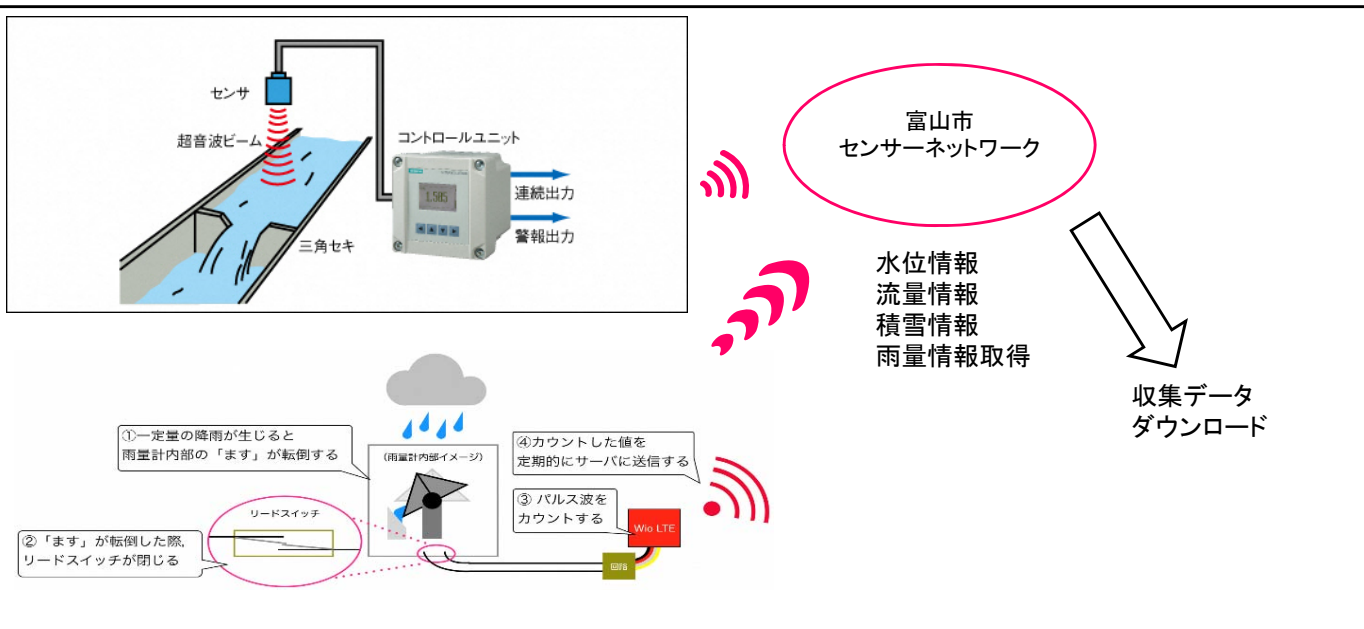 センサ
超音波ビーム
コントロールユニット
1.585
連続出力
警報出力
三角セキ
富山市
センサーネットワーク
水位情報
流量情報
積雪情報
雨量情報取得
収集データ
ダウンロード
①一定量の降雨が生じると
雨量計内部の「ます」が転倒する
(雨量計内部イメージ)
④カウントした値を
定期的にサーバに送信する
リードスイッチ
③ パルス波を
カウントする
Wio LTE
②「ます」が転倒した際,
リードスイッチが閉じる
回路